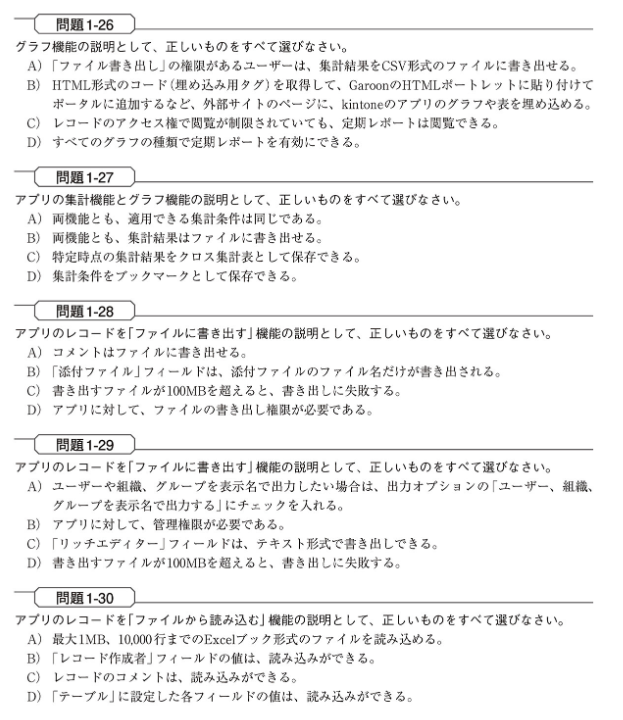 問題1-26
グラフ機能の説明として、正しいものをすべて選びなさい。
A）「ファイル書き出し」の権限があるユーザーは、集計結果をCSV形式のファイルに書き出せる。
B） HTML形式のコード（埋め込み用タグ）を取得して、GaroonのHTMLポートレットに貼り付けて
ポータルに追加するなど、外部サイトのページに、kintoneのアプリのグラフや表を埋め込める。
C） レコードのアクセス権で閲覧が制限されていても、定期レポートは閲覧できる。
D） すべてのグラフの種類で定期レポートを有効にできる。
問題1-27
アプリの集計機能とグラフ機能の説明として、正しいものをすべて選びなさい。
A） 両機能とも、適用できる集計条件は同じである。
B） 両機能とも、集計結果はファイルに書き出せる。
C） 特定時点の集計結果をクロス集計表として保存できる。
D） 集計条件をブックマークとして保存できる。
問題1-28
アプリのレコードを「ファイルに書き出す」機能の説明として、正しいものをすべて選びなさい。
A） コメントはファイルに書き出せる。
B）「添付ファイル」フィールドは、添付ファイルのファイル名だけが書き出される。
C） 書き出すファイルが100MBを超えると、書き出しに失敗する。
D） アプリに対して、ファイルの書き出し権限が必要である。
問題1-29
アプリのレコードを「ファイルに書き出す」機能の説明として、正しいものをすべて選びなさい。
A） ユーザーや組織、グループを表示名で出力したい場合は、出力オプションの「ユーザー、組織、
グループを表示名で出力する」にチェックを入れる。
B） アプリに対して、管理権限が必要である。
C）「リッチエディター」フィールドは、テキスト形式で書き出しできる。
D） 書き出すファイルが100MBを超えると、書き出しに失敗する。
問題1-30
アプリのレコードを「ファイルから読み込む」機能の説明として、正しいものをすべて選びなさい。
A） 最大1MB、10,000行までのExcelブック形式のファイルを読み込める。
B）「レコード作成者」フィールドの値は、読み込みができる。
C） レコードのコメントは、読み込みができる。
D）「テーブル」に設定した各フィールドの値は、読み込みができる。